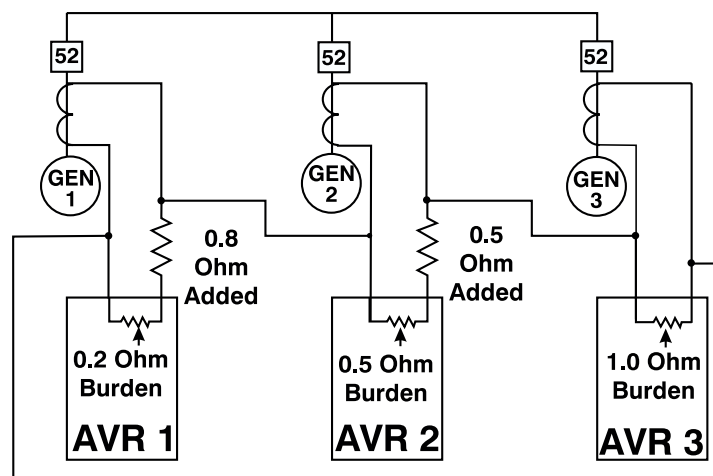 52
52
52
GEN
1
GEN
2
GEN
3
0.8
Ohm
Added
0.5
Ohm
Added
0.2 Ohm
Burden
0.5 Ohm
Burden
1.0 Ohm
Burden
AVR 1
AVR 2
AVR 3